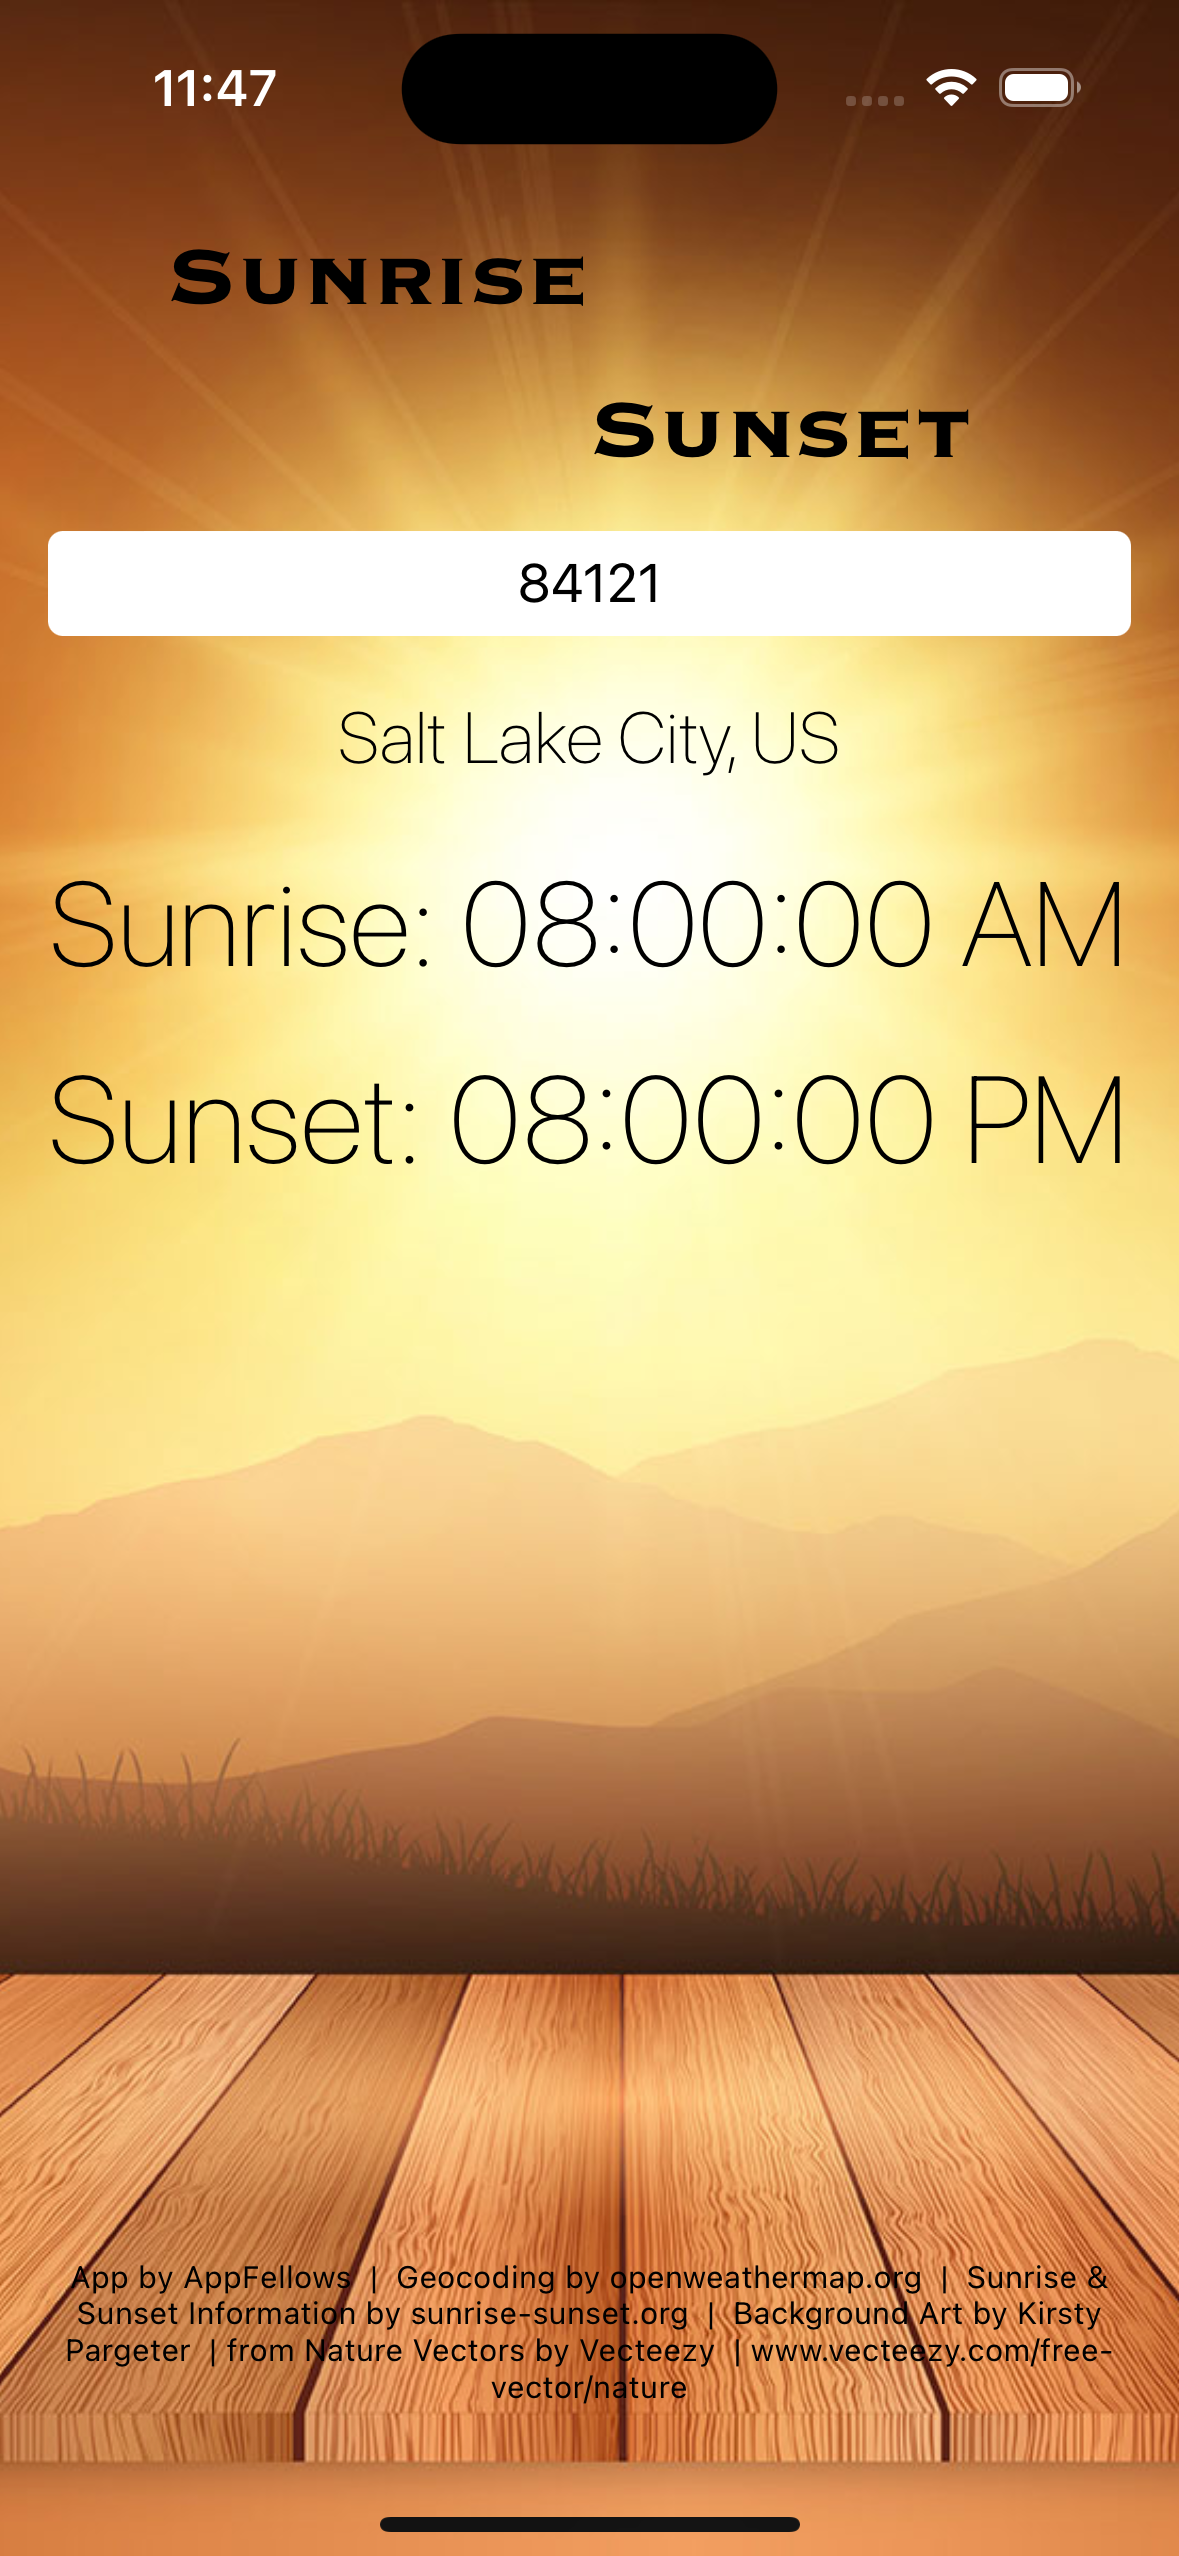 11:47
Sunrise
Sunset
84121
Salt Lake City, US
Sunrise: 08:00:00 AM
Sunset: 08:00:00 PM
App by AppFellows | Geocoding by openweathermap.org | Sunrise &
Sunset Information by sunrise-sunset.org | Background Art by Kirsty
Pargeter | from Nature Vectors by Vecteezy | www.vecteezy.com/free-
vector/nature